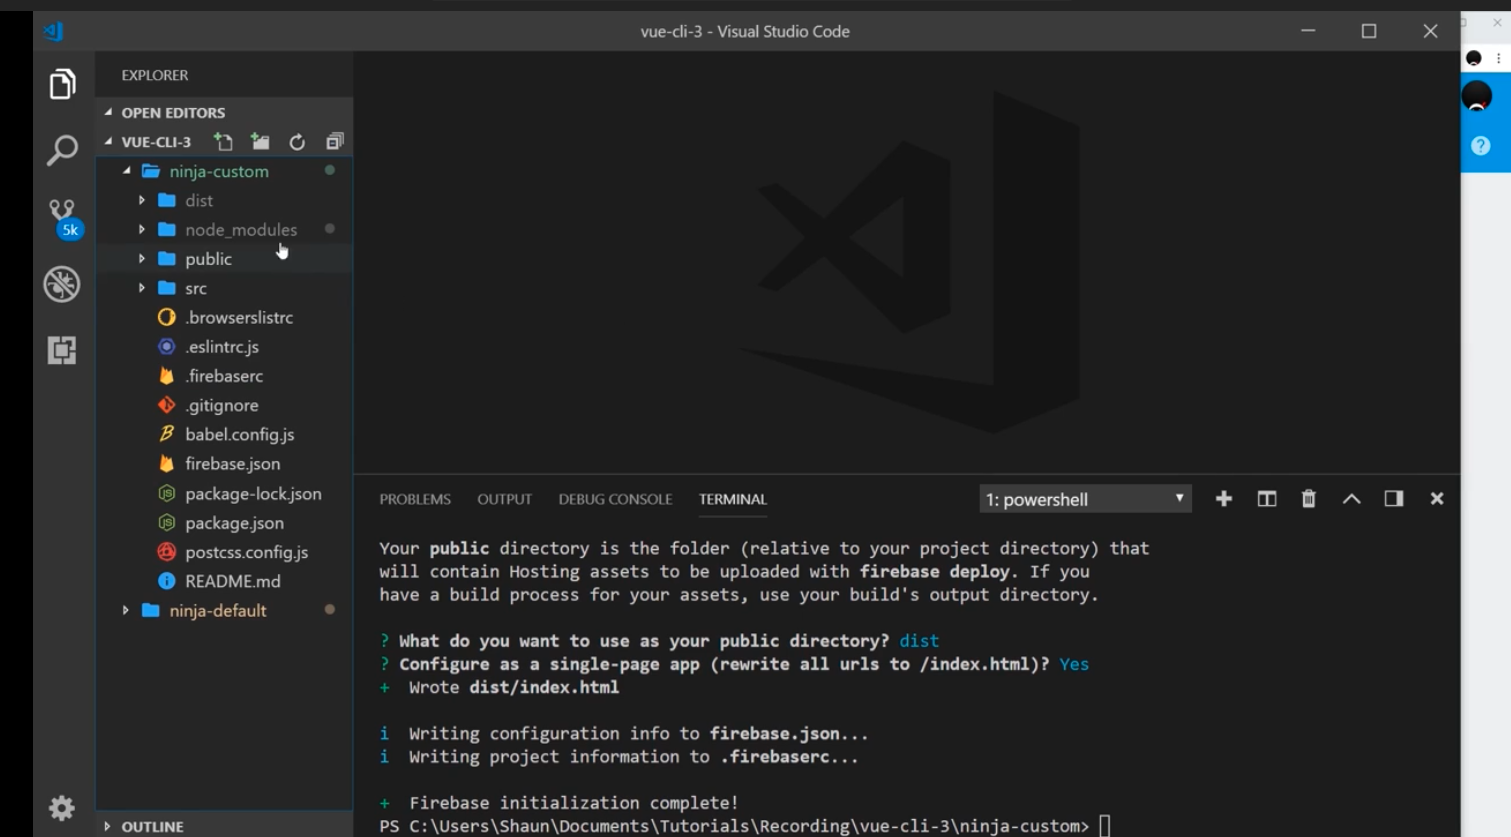 vue-cli-3 - Visual Studio Code
EXPLORER
OPEN EDITORS
VUE-CLI-3
ninja-custom
dist
node_modules
public
src
.browserslistrc
.eslintrc.js
.firebaserc
.gitignore
babel.config.js
firebase.json
package-lock.json
package.json
postcss.config.js
README.md
ninja-default
OUTLINE
5k
PROBLEMS OUTPUT DEBUG CONSOLE TERMINAL 1: powershell
Your public directory is the folder (relative to your project directory) that
will contain Hosting assets to be uploaded with firebase deploy. If you
have a build process for your assets, use your build's output directory.
? What do you want to use as your public directory? dist
? Configure as a single-page app (rewrite all urls to /index.html)? Yes
+ Wrote dist/index.html
i Writing configuration info to firebase.json...
i Writing project information to .firebaserc...
+ Firebase initialization complete!
PS C:\Users\Shaun\Documents\Tutorials\Recording\vue-cli-3\ninja-custom>